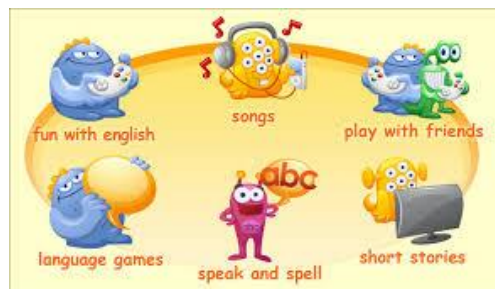 fun with english
songs
play with friends
language games
abc
speak and spell
short stories